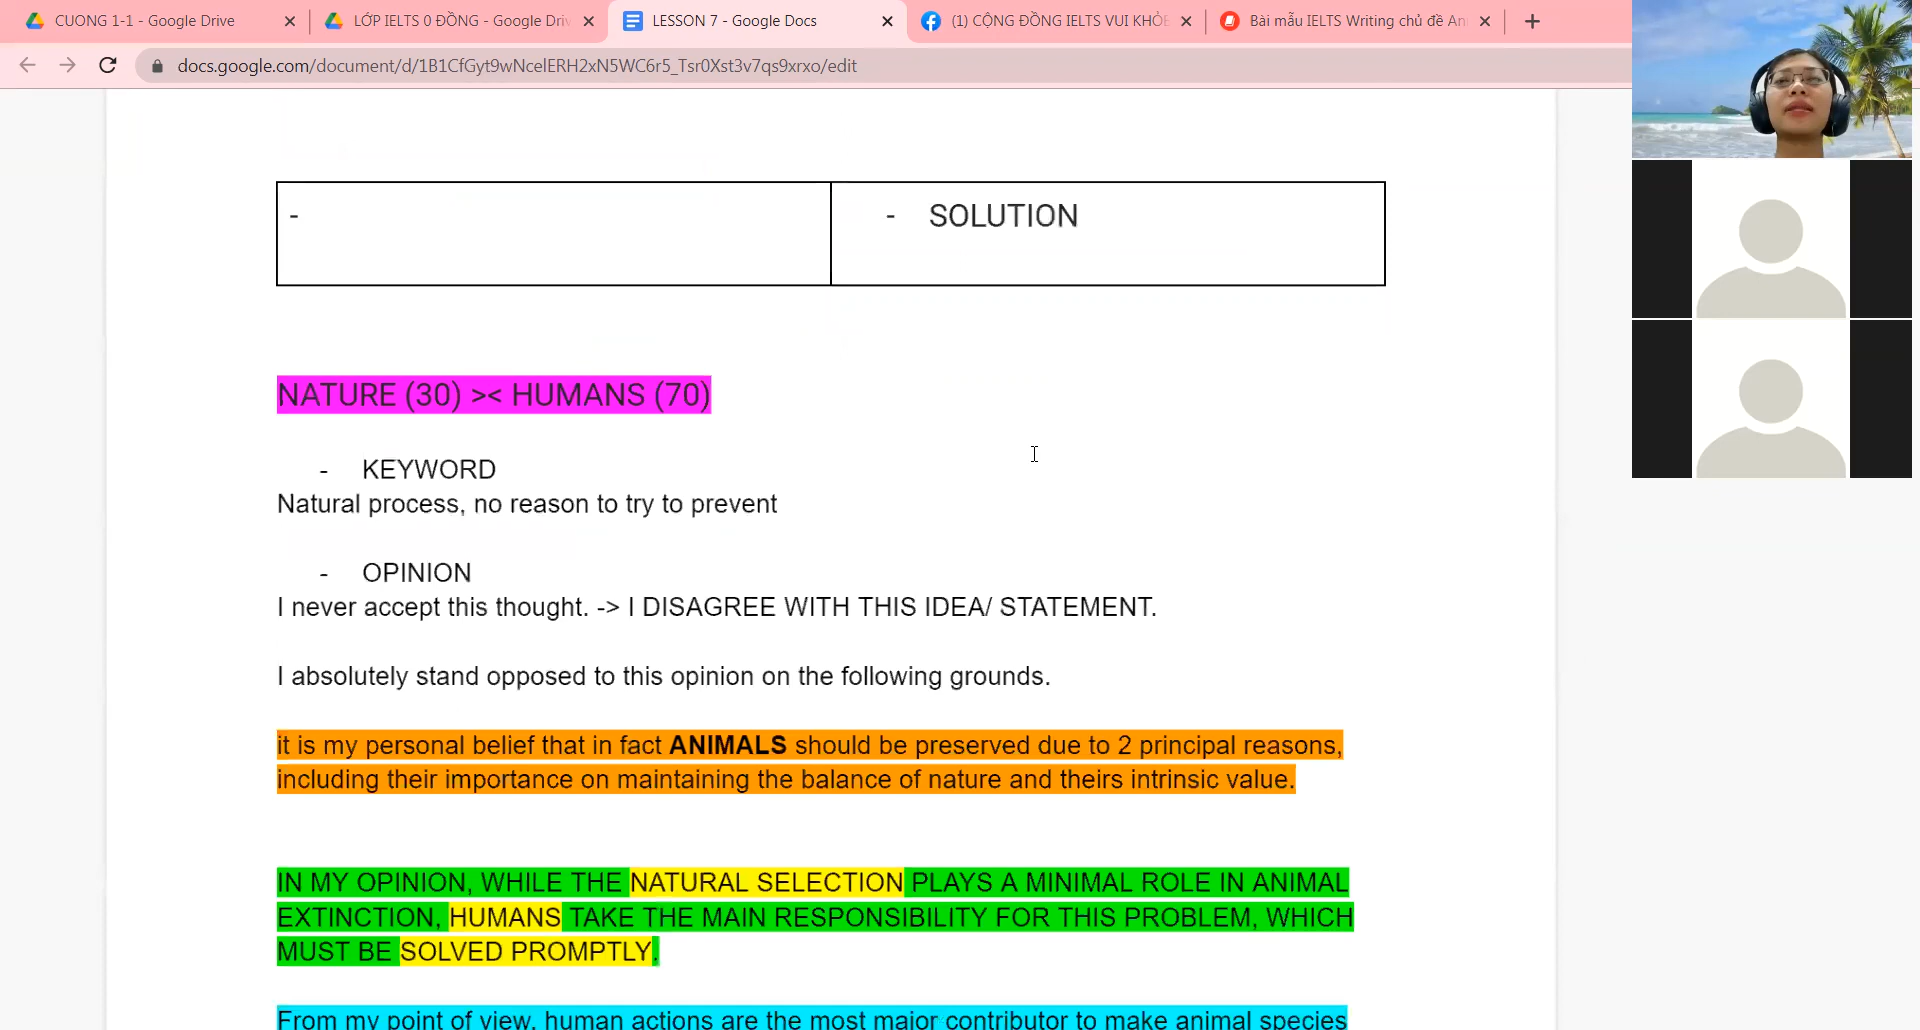 CUONG 1-1 - Google Drive
LỚP IELTS 0 ĐỒNG - Google Dri
LESSON 7 - Google Docs
(1) CỘNG ĐỒNG IELTS VUI KHỎE
Bài mẫu IELTS Writing chủ đề An
docs.google.com/document/d/1B1CfGyt9wNcelERH2xN5WC6r5_Tsr0Xst3v7qs9xrxo/edit
-
- SOLUTION
NATURE (30) >< HUMANS (70)
- KEYWORD
Natural process, no reason to try to prevent
- OPINION
I never accept this thought. -> I DISAGREE WITH THIS IDEA/ STATEMENT.
I absolutely stand opposed to this opinion on the following grounds.
it is my personal belief that in fact ANIMALS should be preserved due to 2 principal reasons,
including their importance on maintaining the balance of nature and theirs intrinsic value.
IN MY OPINION, WHILE THE NATURAL SELECTION PLAYS A MINIMAL ROLE IN ANIMAL
EXTINCTION, HUMANS TAKE THE MAIN RESPONSIBILITY FOR THIS PROBLEM, WHICH
MUST BE SOLVED PROMPTLY.
From my point of view, human actions are the most major contributor to make animal species